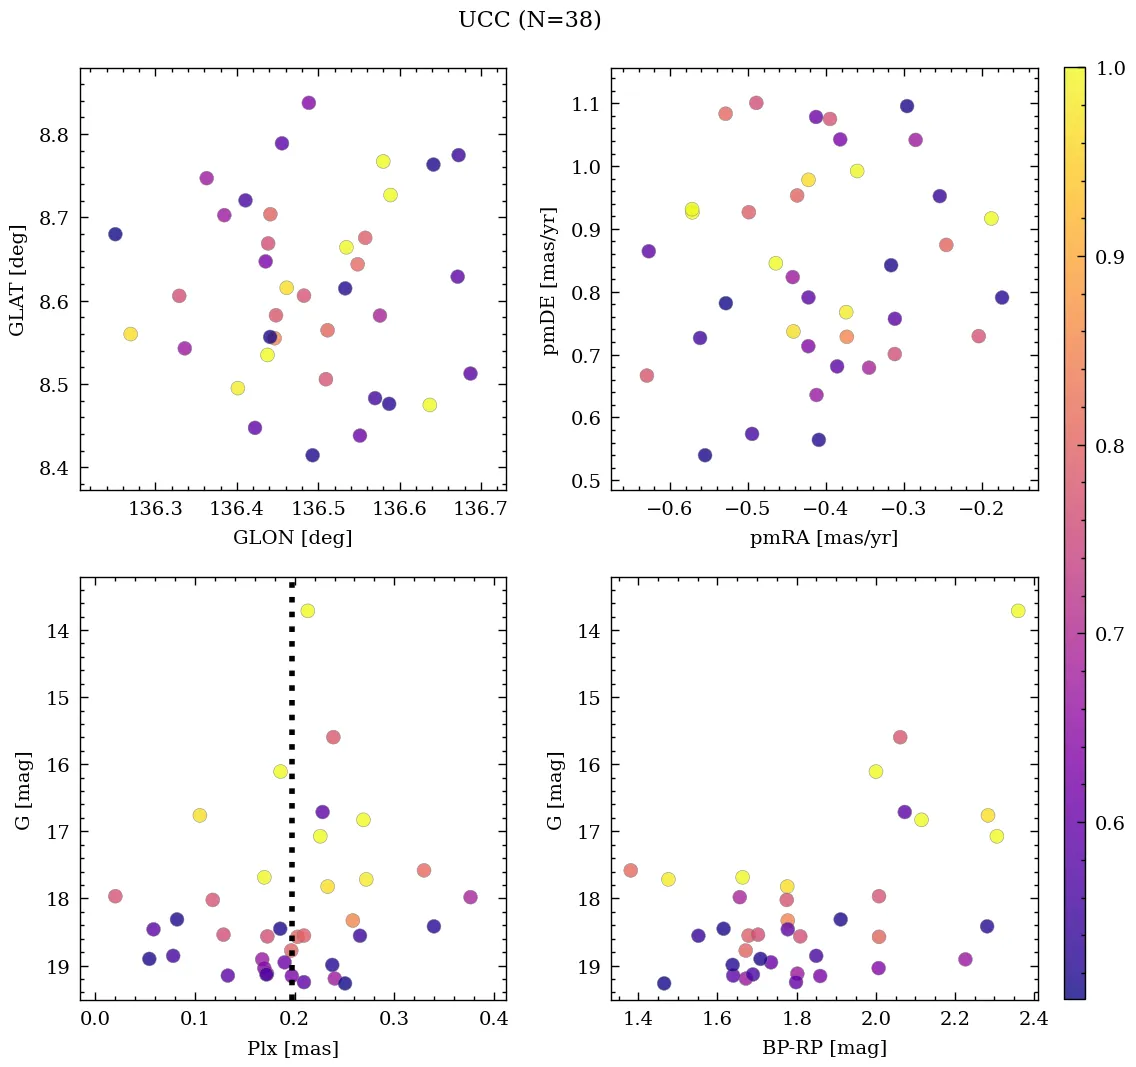 UCC (N=38)
8.8
8.7
8.6
8.5
8.4
GLAT [deg]
136.3 136.4 136.5 136.6 136.7
GLON [deg]
1.1
1.0
0.9
0.8
0.7
0.6
0.5
pmDE [mas/yr]
−0.6 −0.5 −0.4 −0.3 −0.2
pmRA [mas/yr]
14
15
16
17
18
19
G [mag]
0.0 0.1 0.2 0.3 0.4
Plx [mas]
14
15
16
17
18
19
G [mag]
1.4 1.6 1.8 2.0 2.2 2.4
BP-RP [mag]
1.0
0.9
0.8
0.7
0.6